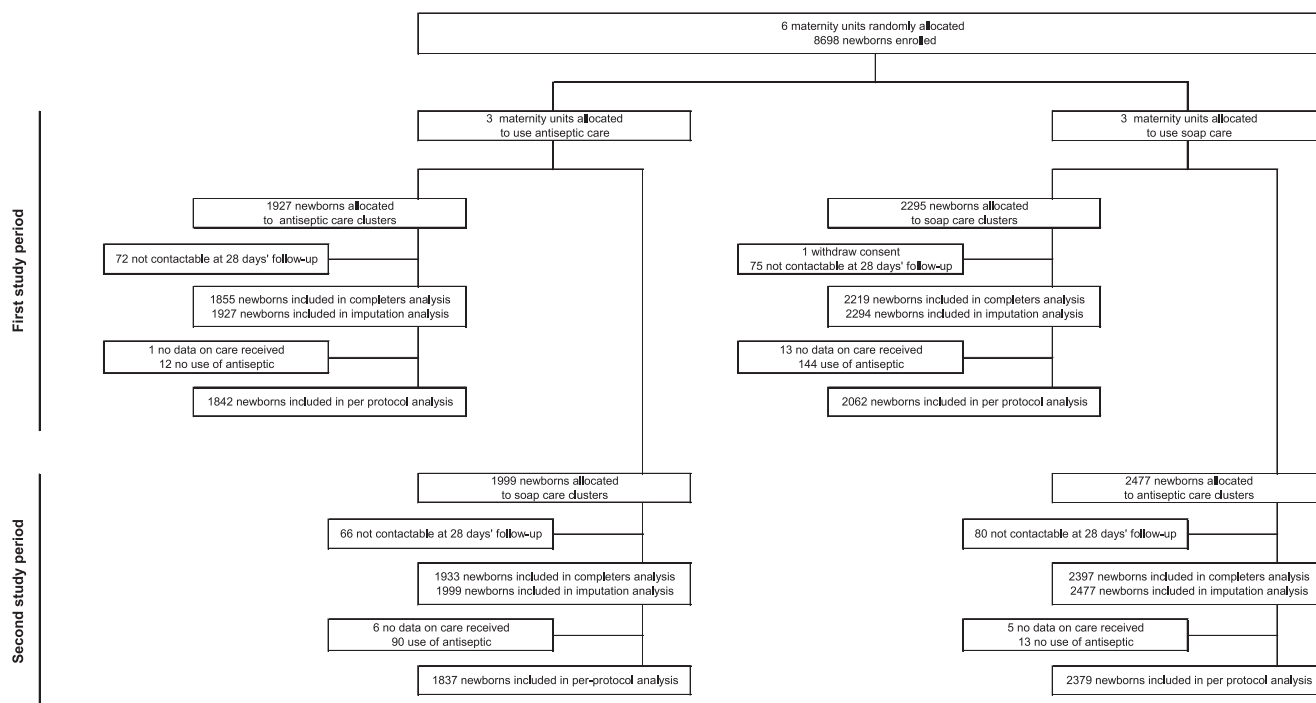 6 maternity units randomly allocated
8698 newborns enrolled
First study period
3 maternity units allocated
to use antiseptic care
3 maternity units allocated
to use soap care
1927 newborns allocated
to antiseptic care clusters
2295 newborns allocated
to soap care clusters
72 not contactable at 28 days' follow-up
1 withdraw consent
75 not contactable at 28 days' follow-up
1855 newborns included in completers analysis
1927 newborns included in imputation analysis
2219 newborns included in completers analysis
2294 newborns included in imputation analysis
1 no data on care received
12 no use of antiseptic
13 no data on care received
144 use of antiseptic
1842 newborns included in per protocol analysis
2062 newborns included in per protocol analysis
Second study period
1999 newborns allocated
to soap care clusters
2477 newborns allocated
to antiseptic care clusters
66 not contactable at 28 days' follow-up
80 not contactable at 28 days' follow-up
1933 newborns included in completers analysis
1999 newborns included in imputation analysis
2397 newborns included in completers analysis
2477 newborns included in imputation analysis
6 no data on care received
90 use of antiseptic
5 no data on care received
13 no use of antiseptic
1837 newborns included in per-protocol analysis
2379 newborns included in per protocol analysis